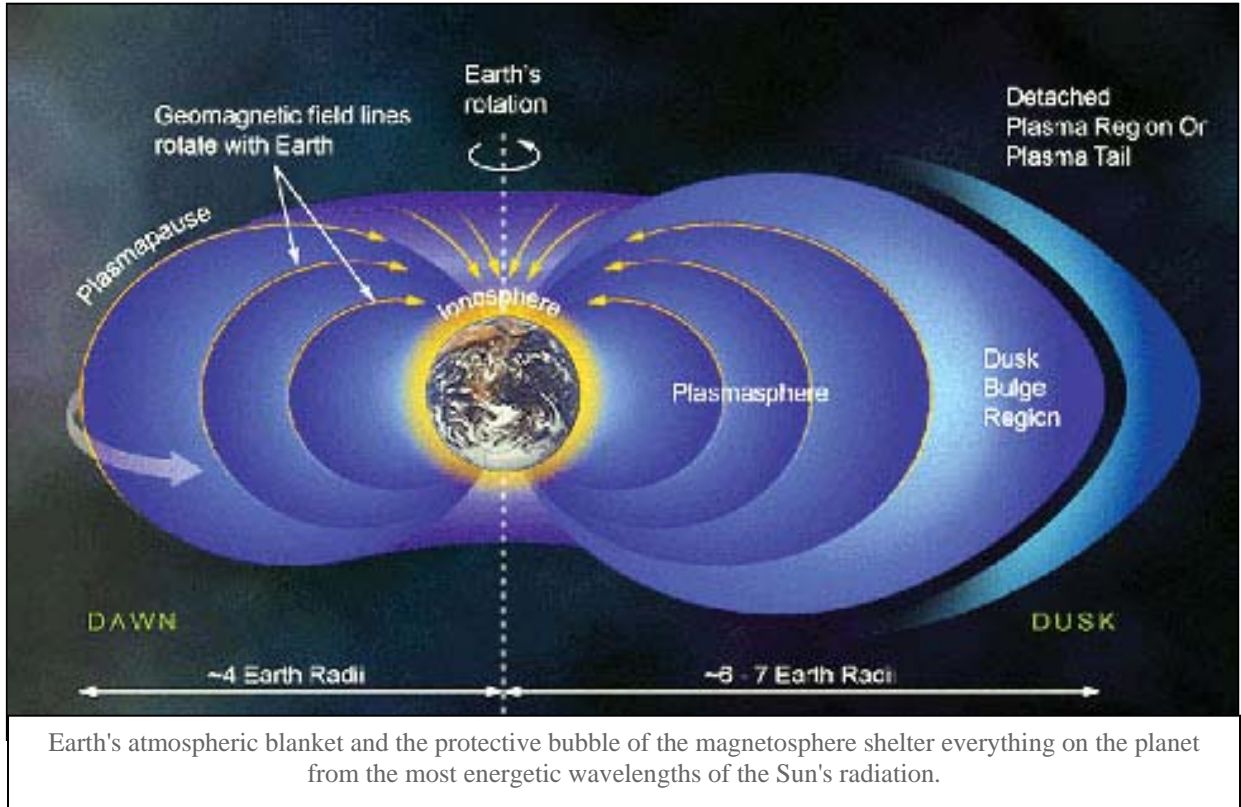 Earth's
rotation
Geomagnetic field lines
rotate with Earth
Detached
Plasma Region Or
Plasma Tail
Plasmapause
Ionosphere
Plasmasphere
Dusk
Bulge
Region
DAWN
DUSK
~4 Earth Radii
~6 - 7 Earth Radii
Earth's atmospheric blanket and the protective bubble of the magnetosphere shelter everything on the planet
from the most energetic wavelengths of the Sun's radiation.